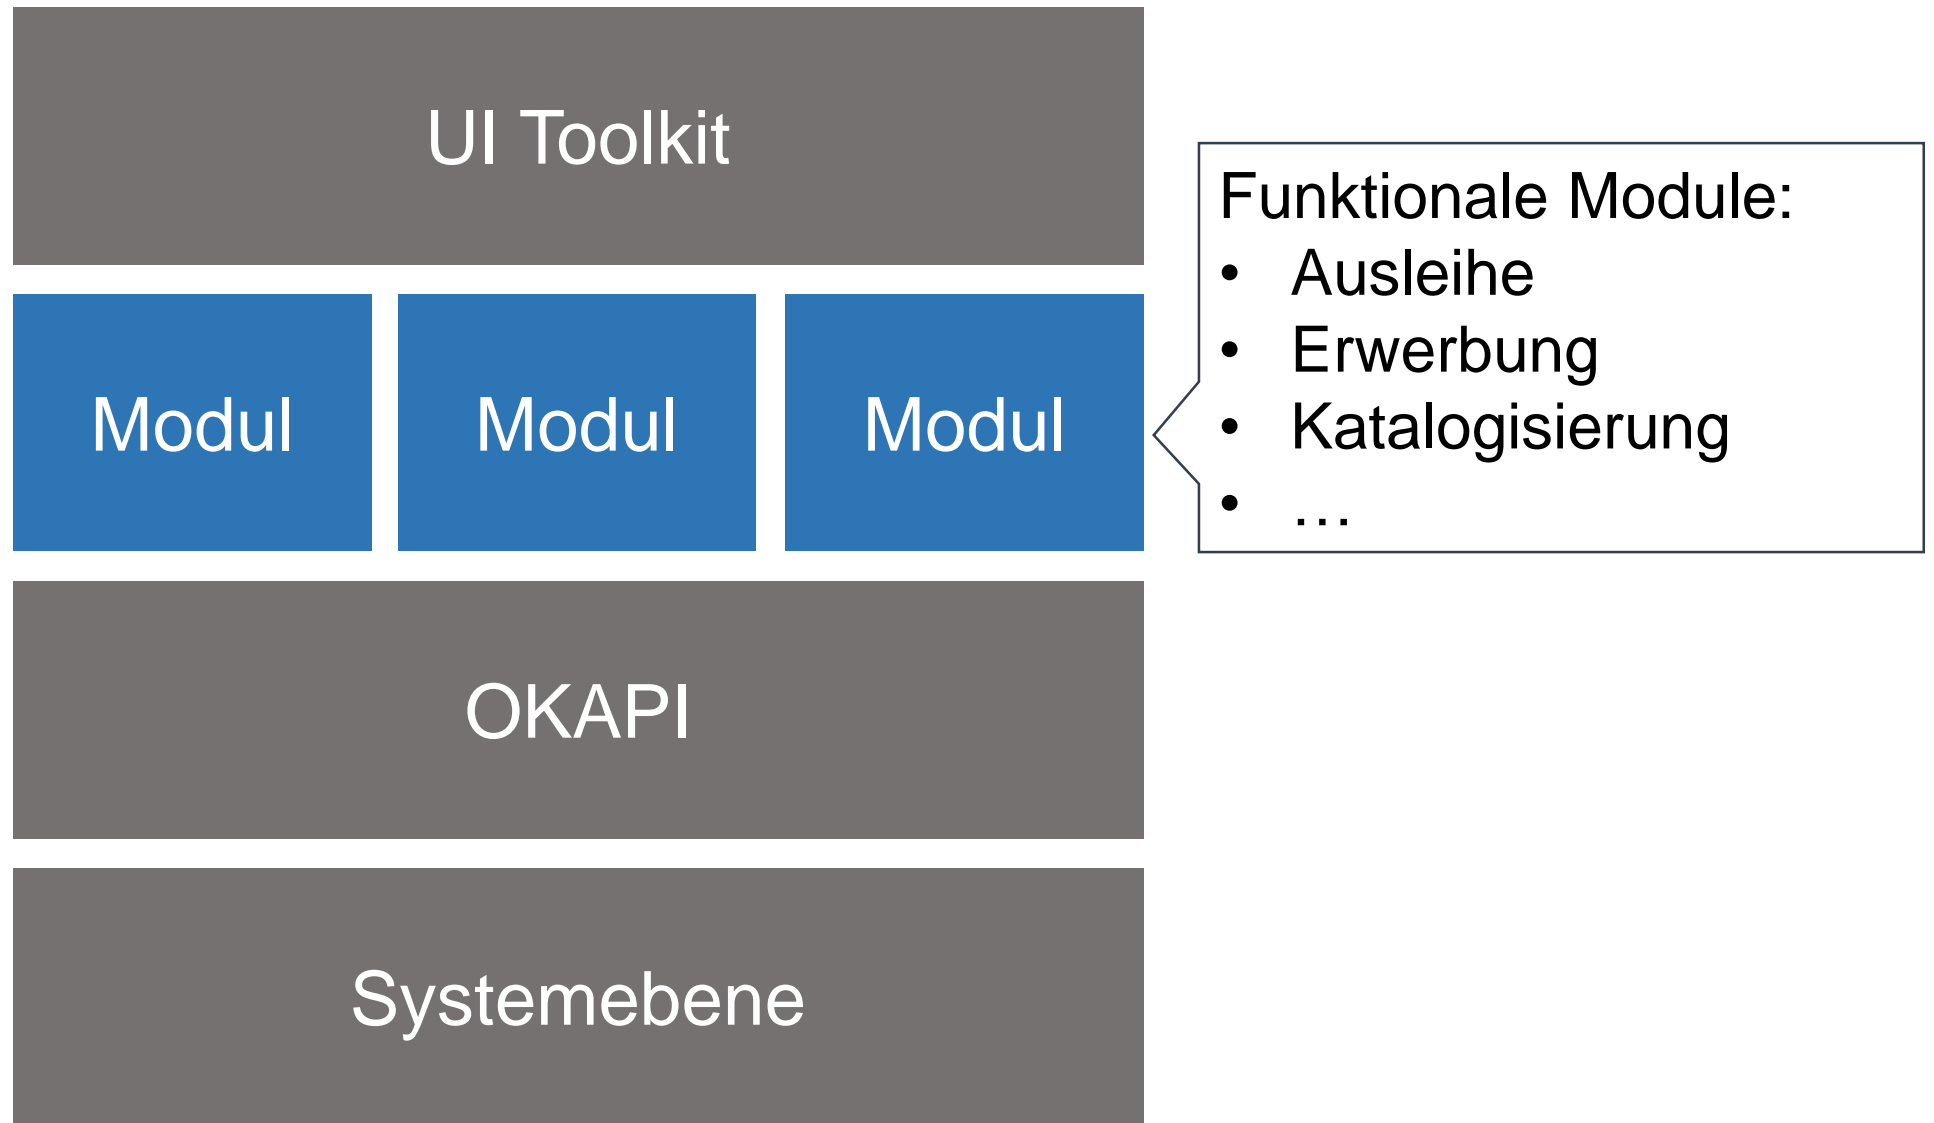 UI Toolkit
Modul
Modul
Modul
Funktionale Module:
• Ausleihe
• Erwerbung
• Katalogisierung
• …
OKAPI
Systemebene